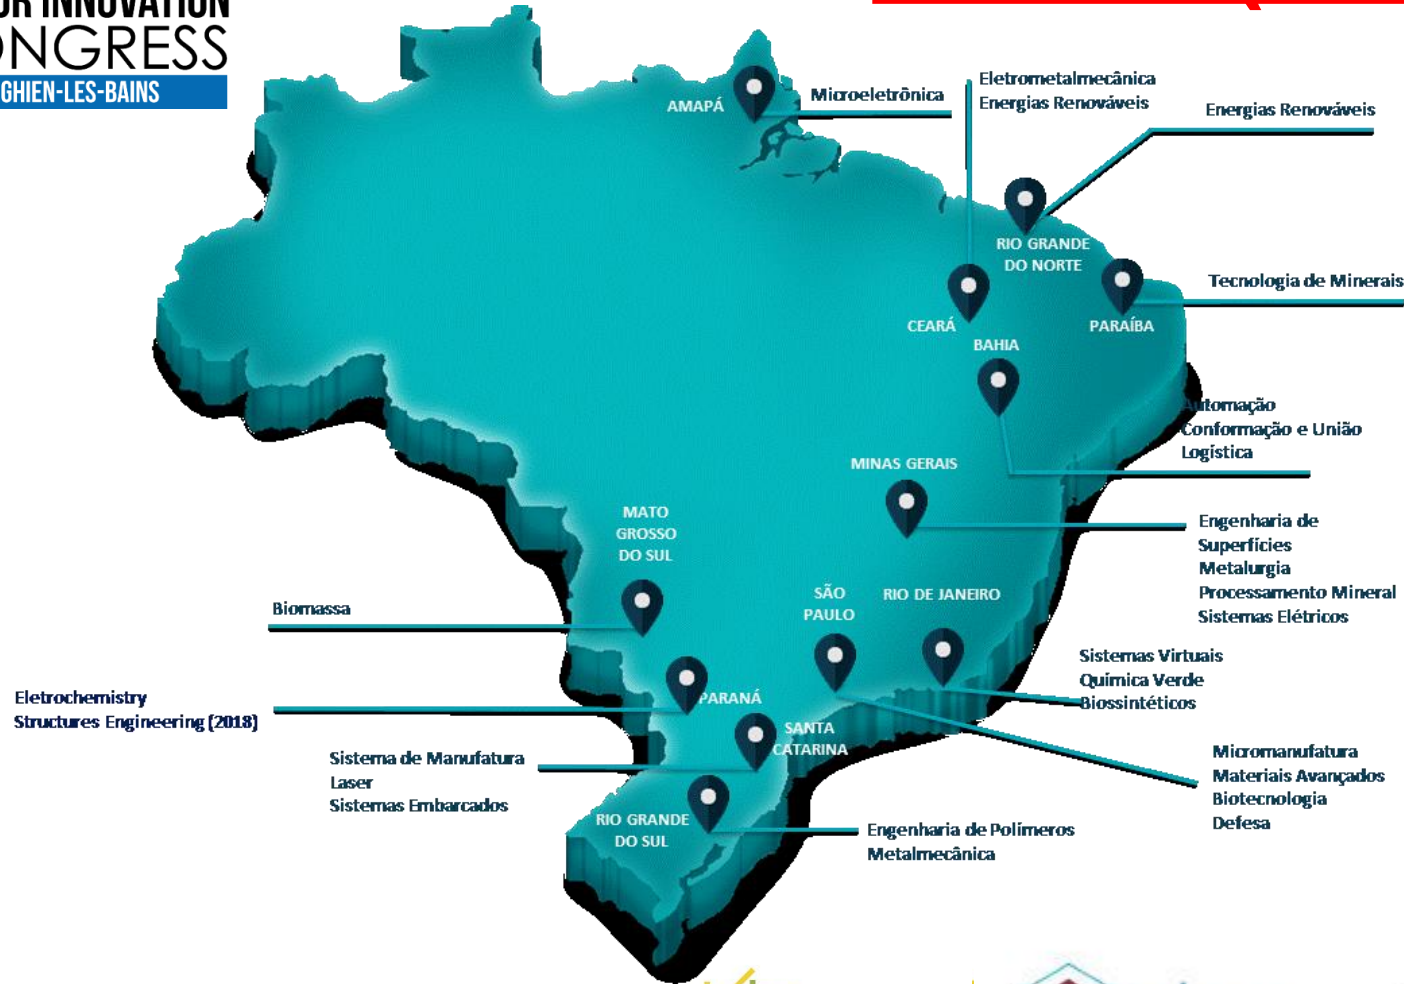 INNOVATION
NGRESS
GHIEN-LES-BAINS
AMAPÁ
Microeletrônica
Eletrometalmecânica
Energias Renováveis
Energias Renováveis
RIO GRANDE
DO NORTE
Tecnologia de Minerais
CEARÁ
PARAÍBA
BAHIA
Automação
Conformação e União
Logística
MINAS GERAIS
Engenharia de
Superfícies
Metalurgia
Processamento Mineral
Sistemas Elétricos
MATO
GROSSO
DO SUL
Biomassa
SÃO
PAULO
RIO DE JANEIRO
Sistemas Virtuais
Química Verde
Biossintéticos
Eletrochemistry
Structures Engineering (2018)
PARANÁ
SANTA
CATARINA
Sistema de Manufatura
Laser
Sistemas Embarcados
Micromanufatura
Materiais Avançados
Biotecnologia
Defesa
RIO GRANDE
DO SUL
Engenharia de Polímeros
Metalmecânica